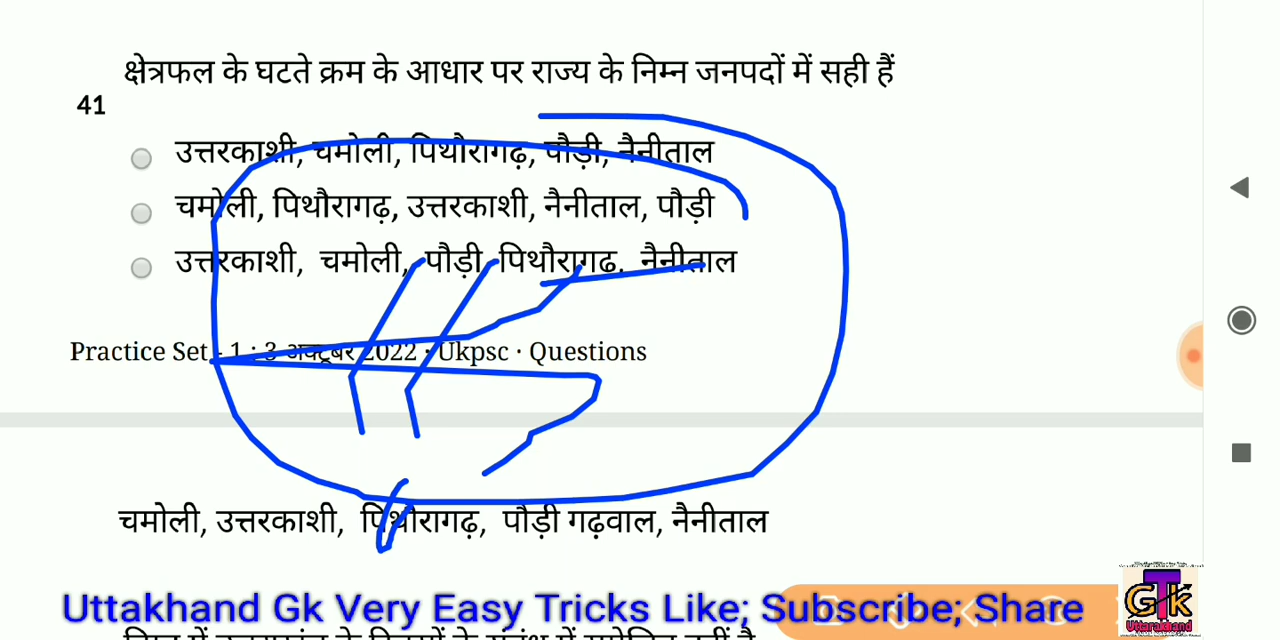 क्षेत्रफल के घटते क्रम के आधार पर राज्य के निम्न जनपदों में सही हैं
41
उत्तरकाशी, चमोली, पिथौरागढ़, पौड़ी, नैनीताल
चमोली, पिथौरागढ़, उत्तरकाशी, नैनीताल, पौड़ी
उत्तरकाशी, चमोली, पौड़ी, पिथौरागढ, नैनीताल
Practice Set - 1 : 3 अक्टूबर 2022 · Ukpsc · Questions
चमोली, उत्तरकाशी, पिथौरागढ़, पौड़ी गढ़वाल, नैनीताल
Uttakhand Gk Very Easy Tricks Like; Subscribe; Share
GTk
Uttarakhand